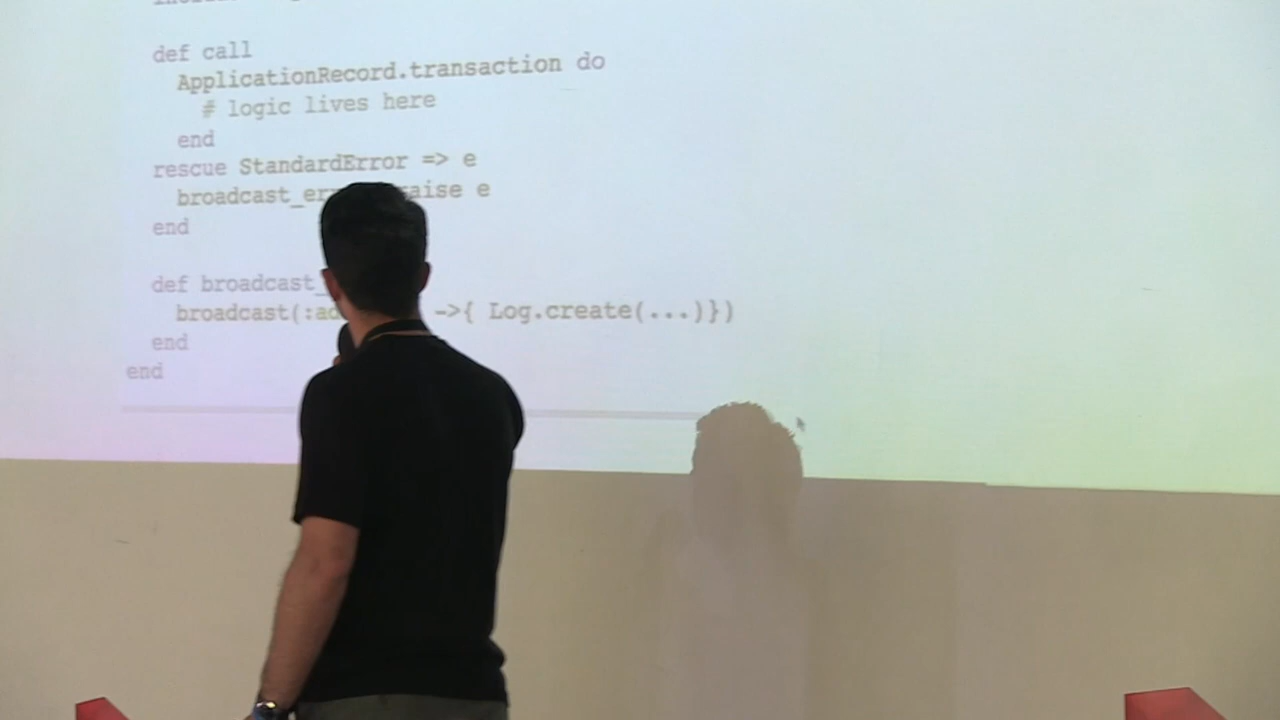 def call
ApplicationRecord.transaction do
# logic lives here
end
rescue StandardError => e
broadcast_er raise e
end
def broadcast_
broadcast(:ad ->{ Log.create(...)})
end
end